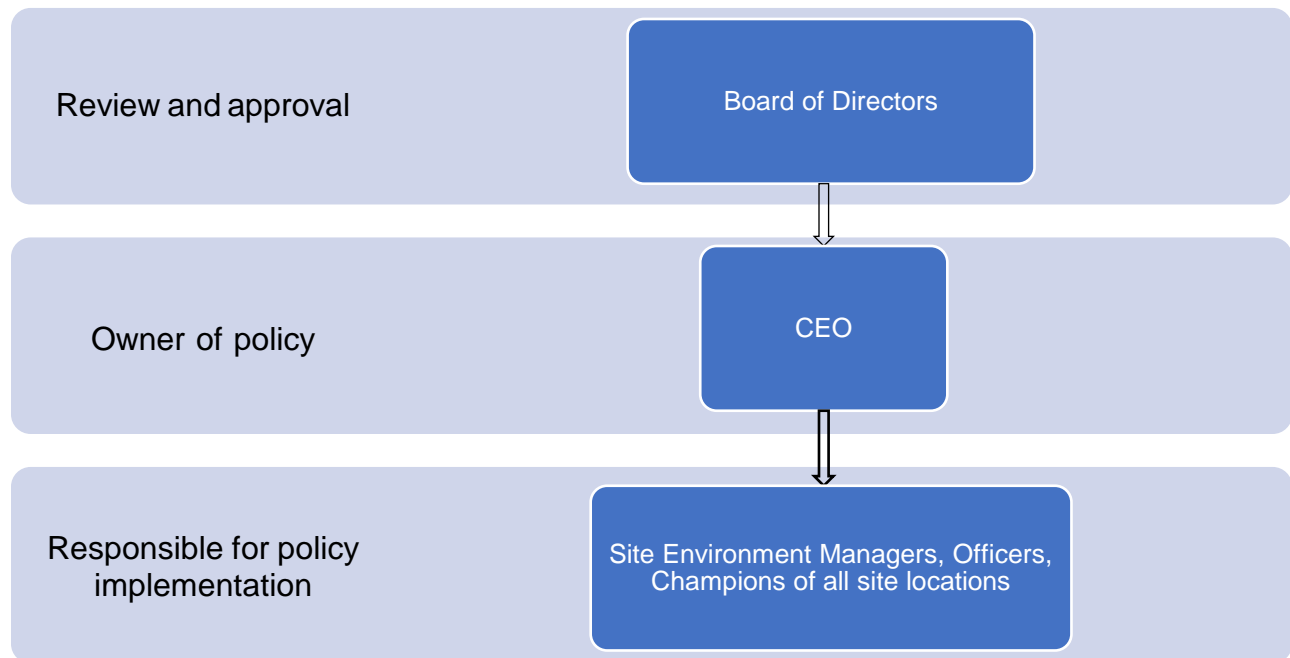 Review and approval
Board of Directors
Owner of policy
CEO
Responsible for policy
implementation
Site Environment Managers, Officers,
Champions of all site locations